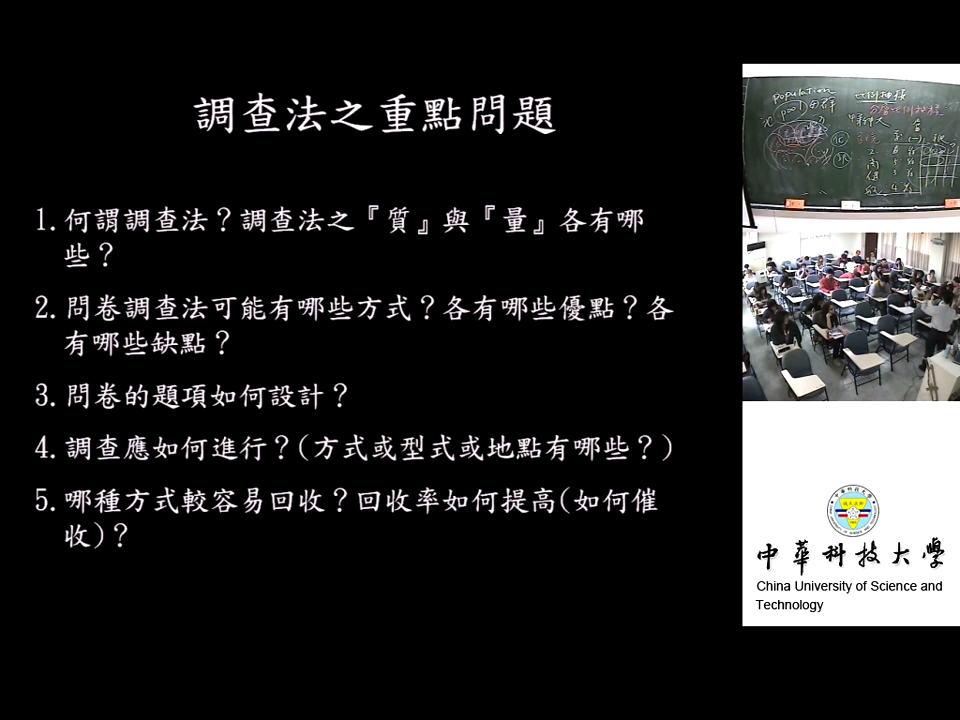 調查法之重點問題
1.何謂調查法？調查法之『質』與『量』各有哪
些？
2.問卷調查法可能有哪些方式？各有哪些優點？各
有哪些缺點？
3.問卷的題項如何設計？
4.調查應如何進行？(方式或型式或地點有哪些？)
5.哪種方式較容易回收？回收率如何提高(如何催
收)？
population
中華科技大學
China University of Science and
Technology